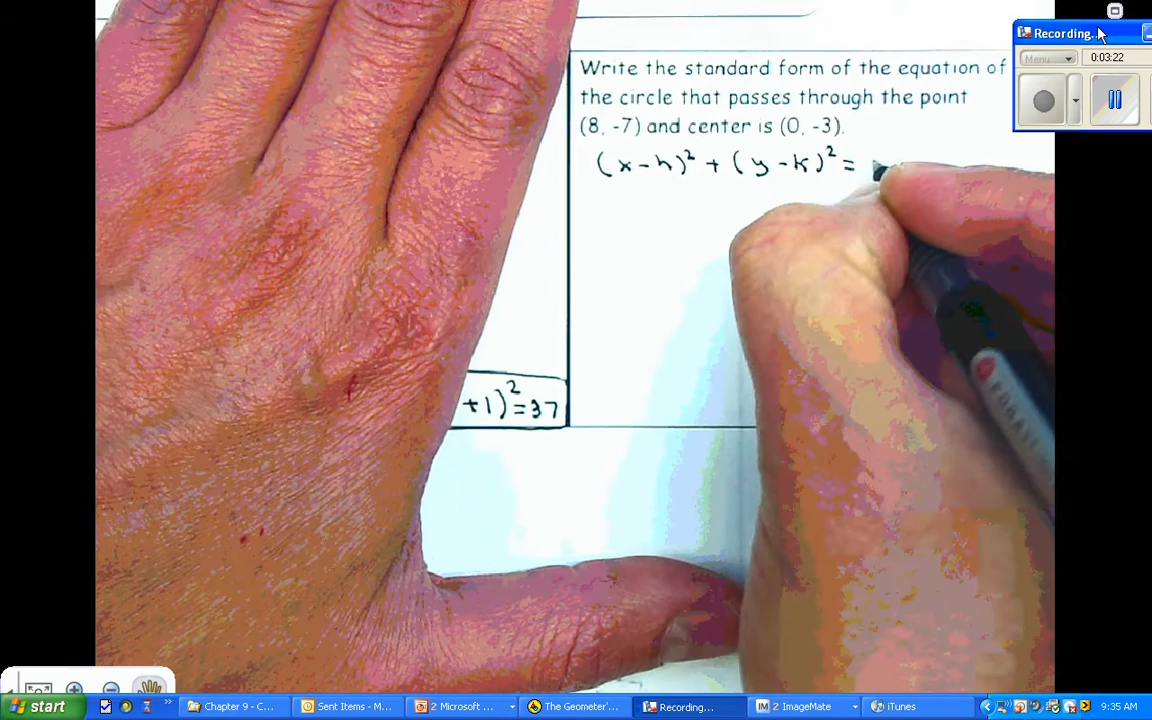 Recording...
Menu
0:03:22
Write the standard form of the equation of
the circle that passes through the point
(8, -7) and center is (0, -3).
(x-h)² + (y-k)² =
+1)² = 37
start
Chapter 9 - C...
Sent Items - M...
2 Microsoft ...
The Geometer'...
Recording...
2 ImageMate
iTunes
9:35 AM